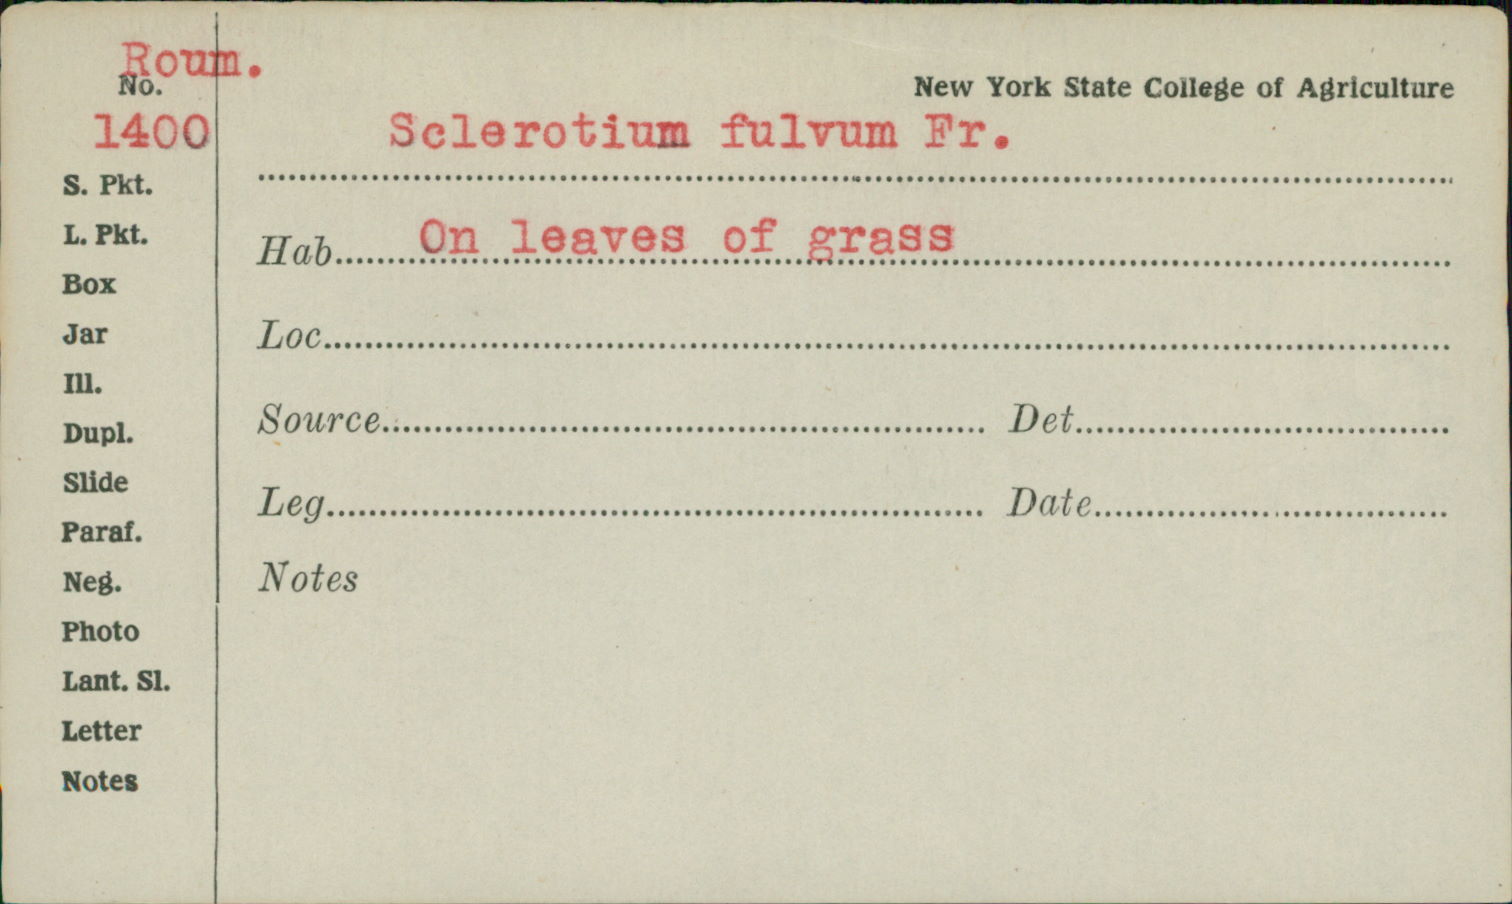 Roum.
No.
New York State College of Agriculture
1400
Sclerotium fulvum Fr.
S. Pkt.
L. Pkt.
Hab. On leaves of grass
Box
Jar
Loc.
Ill.
Dupl.
Source
Det.
Slide
Leg.
Date
Paraf.
Neg.
Notes
Photo
Lant. Sl.
Letter
Notes